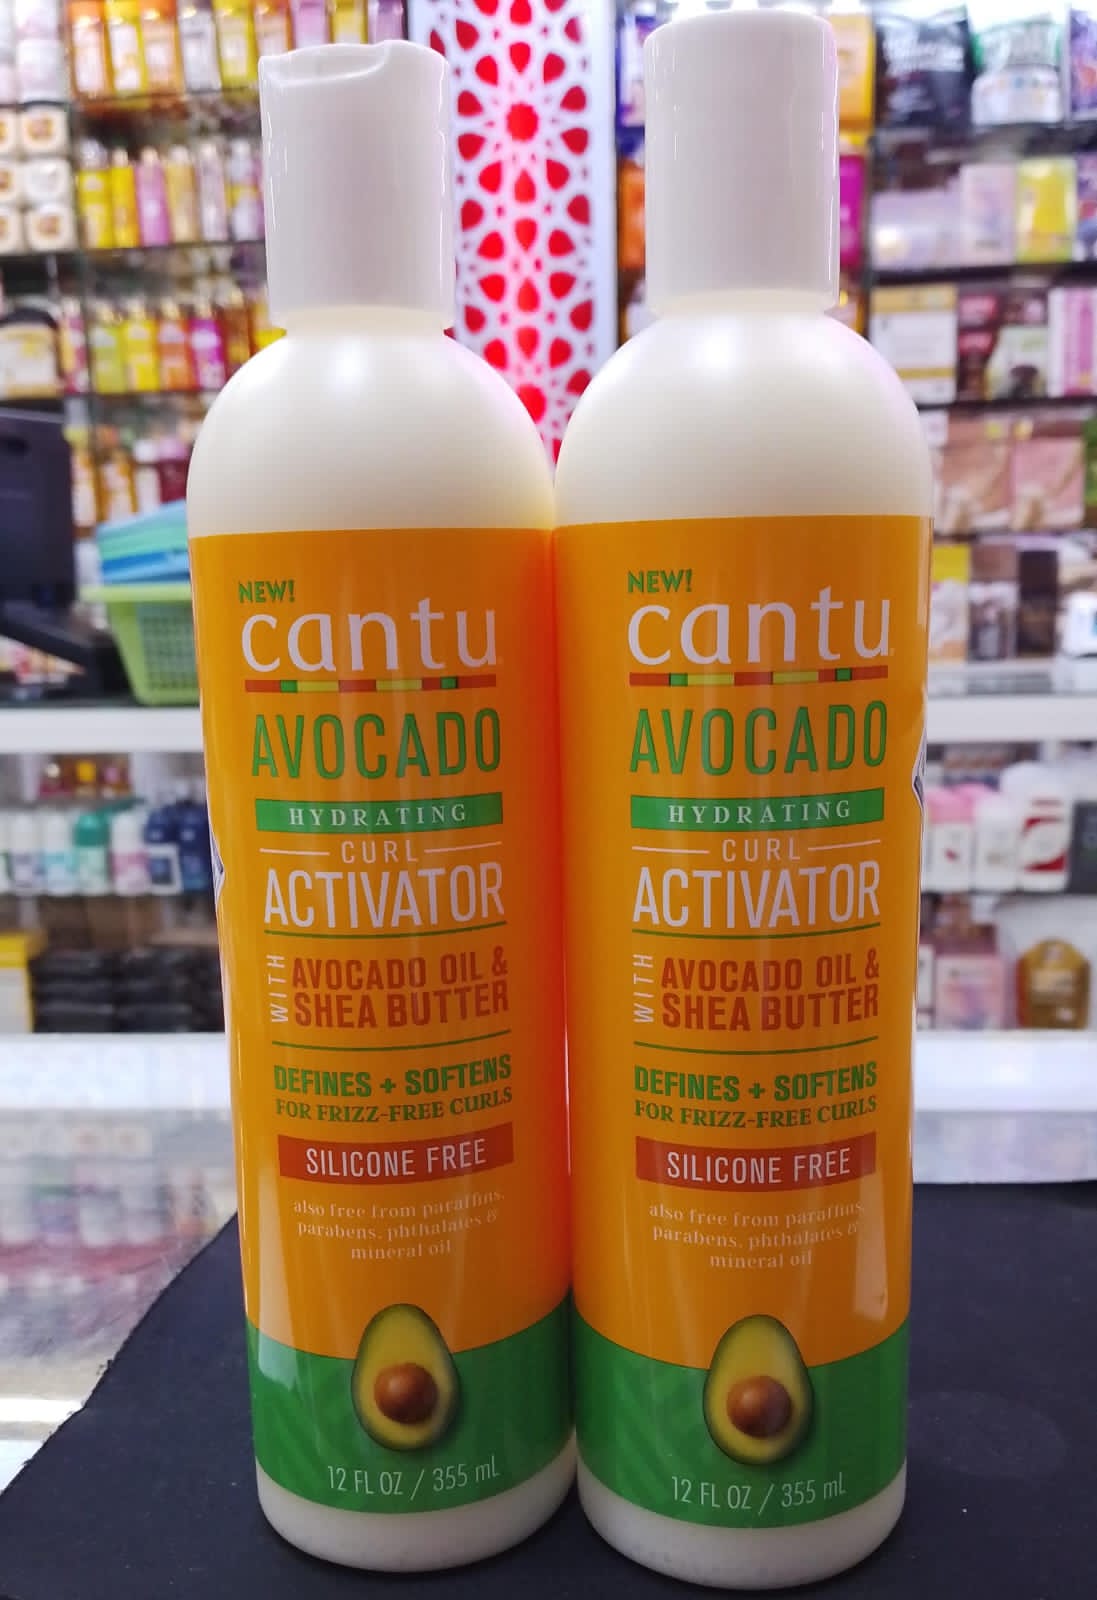 NEW!
cantu
AVOCADO
HYDRATING
CURL
ACTIVATOR
WITH
AVOCADO OIL &
SHEA BUTTER
DEFINES + SOFTENS
FOR FRIZZ-FREE CURLS
SILICONE FREE
also free from paraffins,
parabens, phthalates &
mineral oil
12 FL OZ / 355 mL
NEW!
cantu
AVOCADO
HYDRATING
CURL
ACTIVATOR
WITH
AVOCADO OIL &
SHEA BUTTER
DEFINES + SOFTENS
FOR FRIZZ-FREE CURLS
SILICONE FREE
also free from paraffins,
parabens, phthalates &
mineral oil
12 FL OZ / 355 mL